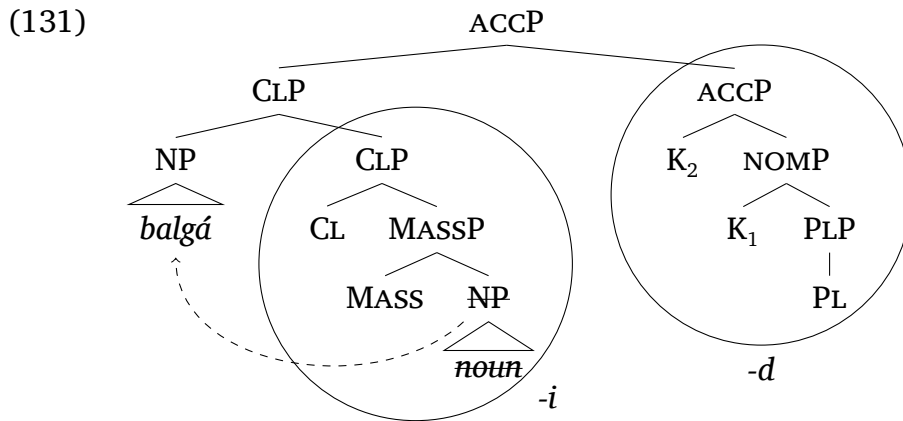 (131) ACCP
CLP ACCP
NP CLP K₂ NOMP
balgá CL MASSP K₁ PLP
MASS NP PL
noun
-i -d